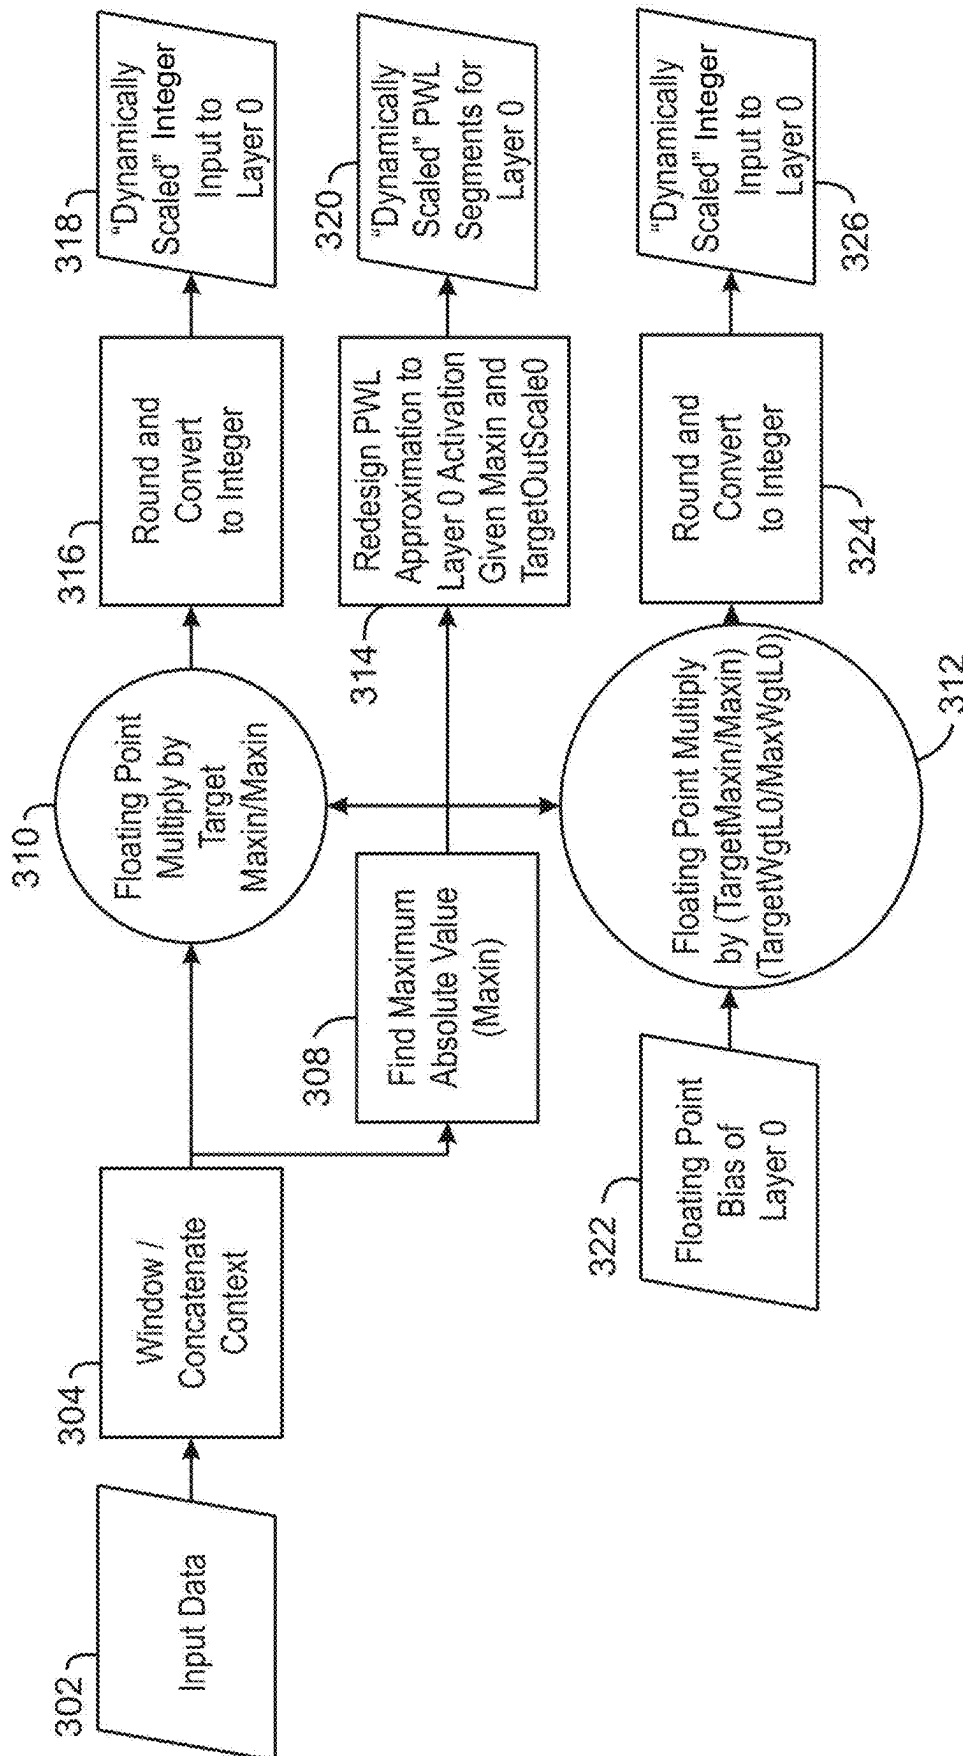 302
Input Data
304
Window /
Concatenate
Context
308
Find Maximum
Absolute Value
(Maxin)
310
Floating Point
Multiply by
Target
Maxin/Maxin
316
Round and
Convert
to Integer
318
“Dynamically
Scaled” Integer
Input to
Layer 0
314
Redesign PWL
Approximation to
Layer 0 Activation
Given Maxin and
TargetOutScale0
320
“Dynamically
Scaled” PWL
Segments for
Layer 0
322
Floating Point
Bias of
Layer 0
312
Floating Point Multiply
by (TargetMaxin/Maxin)
(TargetWgtL0/MaxWgtL0)
324
Round and
Convert
to Integer
326
“Dynamically
Scaled” Integer
Input to
Layer 0